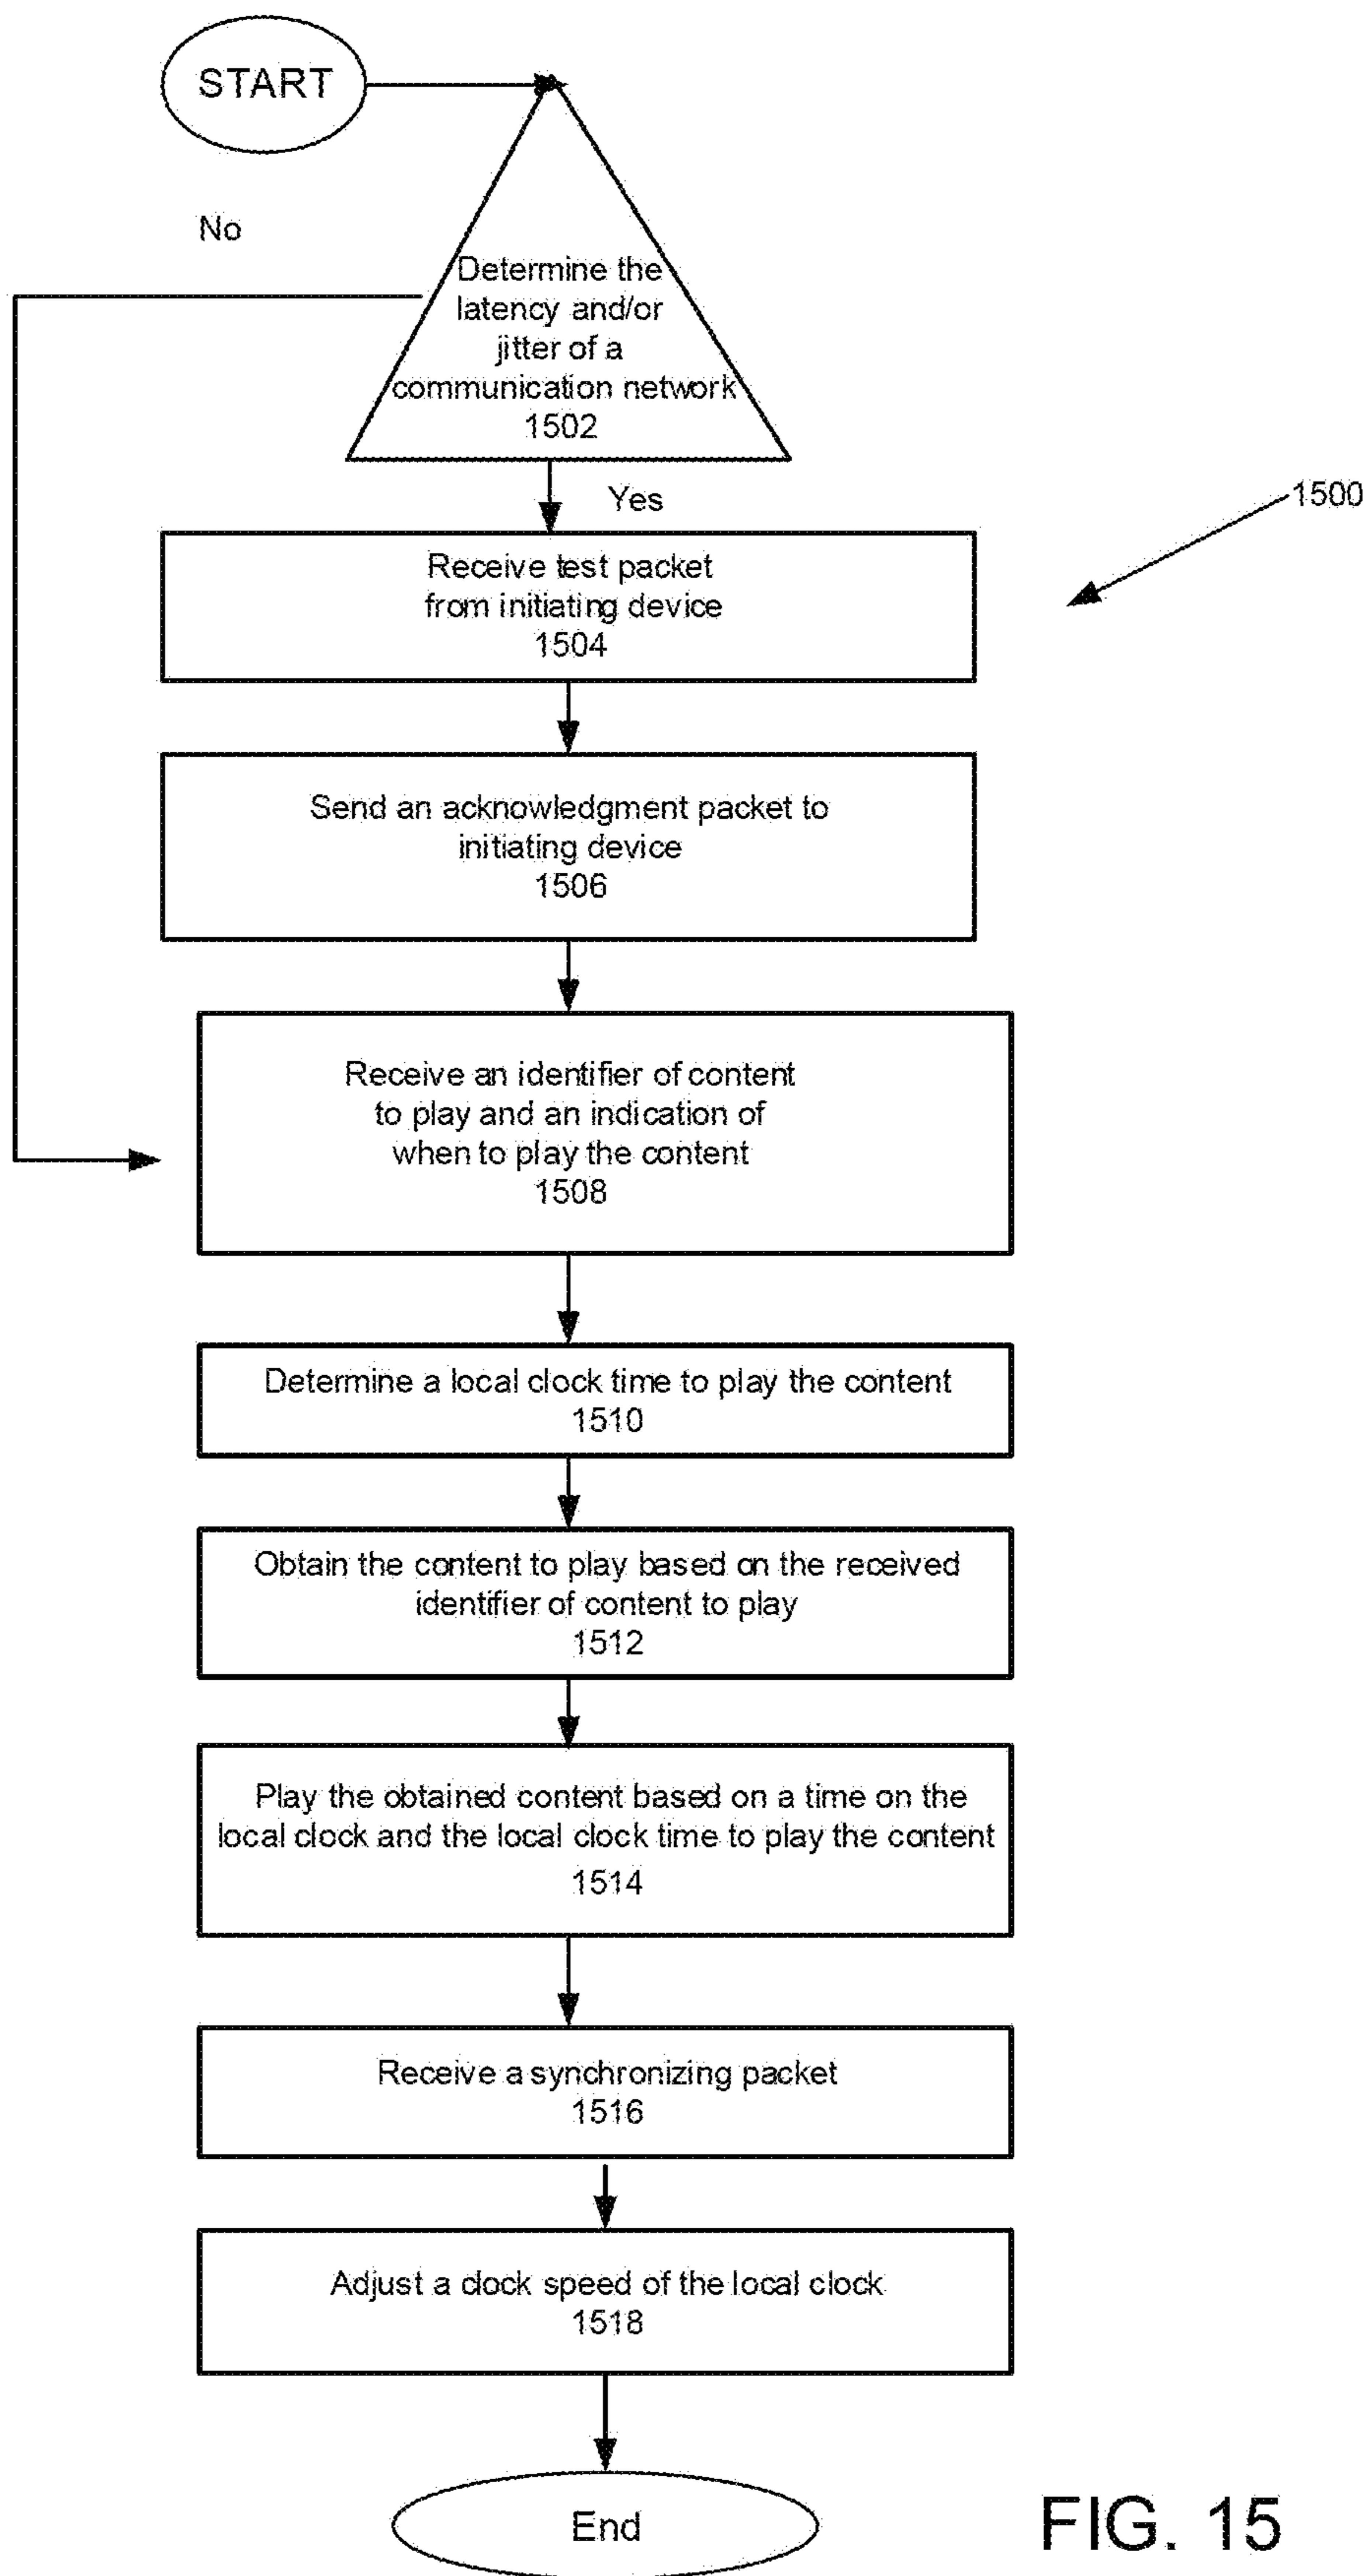 START
No
Determine the
latency and/or
jitter of a
communication network
1502
Yes
1500
Receive test packet
from initiating device
1504
Send an acknowledgment packet to
initiating device
1506
Receive an identifier of content
to play and an indication of
when to play the content
1508
Determine a local clock time to play the content
1510
Obtain the content to play based on the received
identifier of content to play
1512
Play the obtained content based on a time on the
local clock and the local clock time to play the content
1514
Receive a synchronizing packet
1516
Adjust a clock speed of the local clock
1518
End
FIG. 15